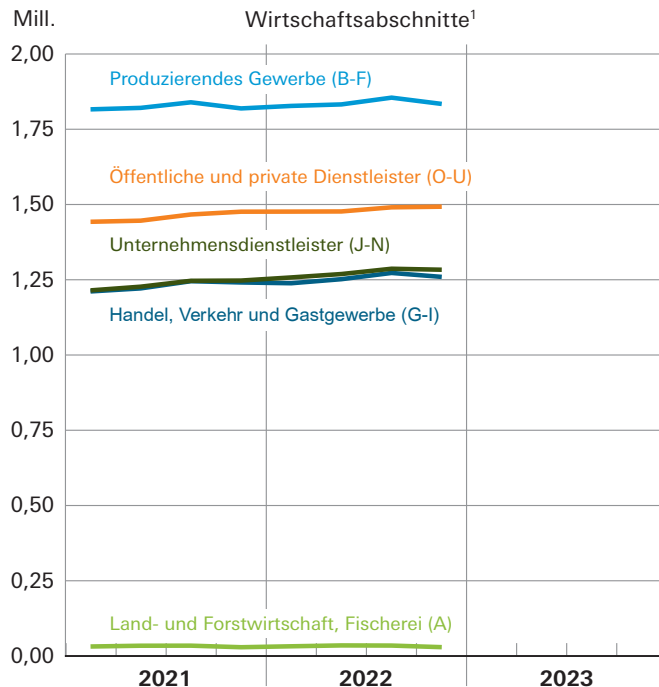 Mill.
Wirtschaftsabschnitte¹
2,00
Produzierendes Gewerbe (B-F)
1,75
Öffentliche und private Dienstleister (O-U)
1,50
Unternehmensdienstleister (J-N)
1,25
Handel, Verkehr und Gastgewerbe (G-I)
1,00
0,75
0,50
0,25
Land- und Forstwirtschaft, Fischerei (A)
0,00
2021 2022 2023